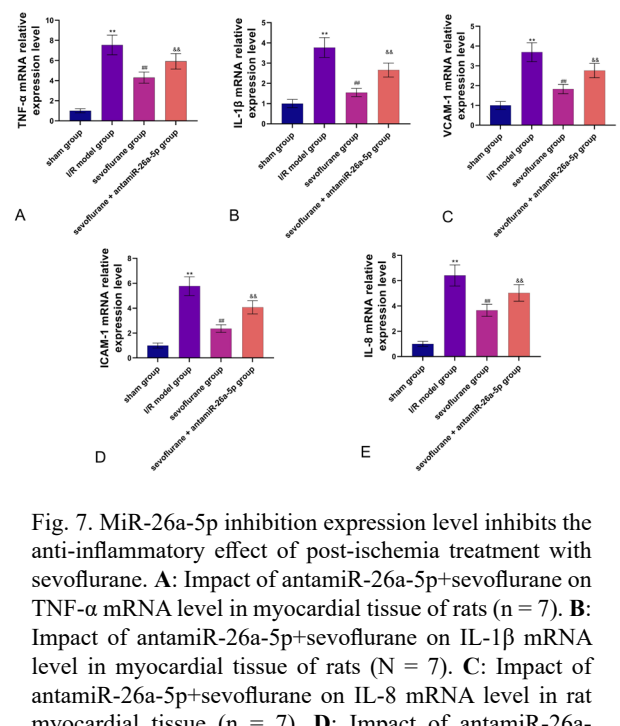 TNF-α mRNA relative
expression level
10
8
6
4
2
0
**
##
&&
sham group
I/R model group
sevoflurane group
sevoflurane + antamiR-26a-5p group
A
IL-1β mRNA relative
expression level
5
4
3
2
1
0
**
##
&&
sham group
I/R model group
sevoflurane group
sevoflurane + antamiR-26a-5p group
B
VCAM-1 mRNA relative
expression level
5
4
3
2
1
0
**
##
&&
sham group
I/R model group
sevoflurane group
sevoflurane + antamiR-26a-5p group
C
ICAM-1 mRNA relative
expression level
8
6
4
2
0
**
##
&&
sham group
I/R model group
sevoflurane group
sevoflurane + antamiR-26a-5p group
D
IL-8 mRNA relative
expression level
8
6
4
2
0
**
##
&&
sham group
I/R model group
sevoflurane group
sevoflurane + antamiR-26a-5p group
E
Fig. 7. MiR-26a-5p inhibition expression level inhibits the
anti-inflammatory effect of post-ischemia treatment with
sevoflurane. A: Impact of antamiR-26a-5p+sevoflurane on
TNF-α mRNA level in myocardial tissue of rats (n = 7). B:
Impact of antamiR-26a-5p+sevoflurane on IL-1β mRNA
level in myocardial tissue of rats (N = 7). C: Impact of
antamiR-26a-5p+sevoflurane on IL-8 mRNA level in rat
myocardial tissue (n = 7). D: Impact of antamiR-26a-